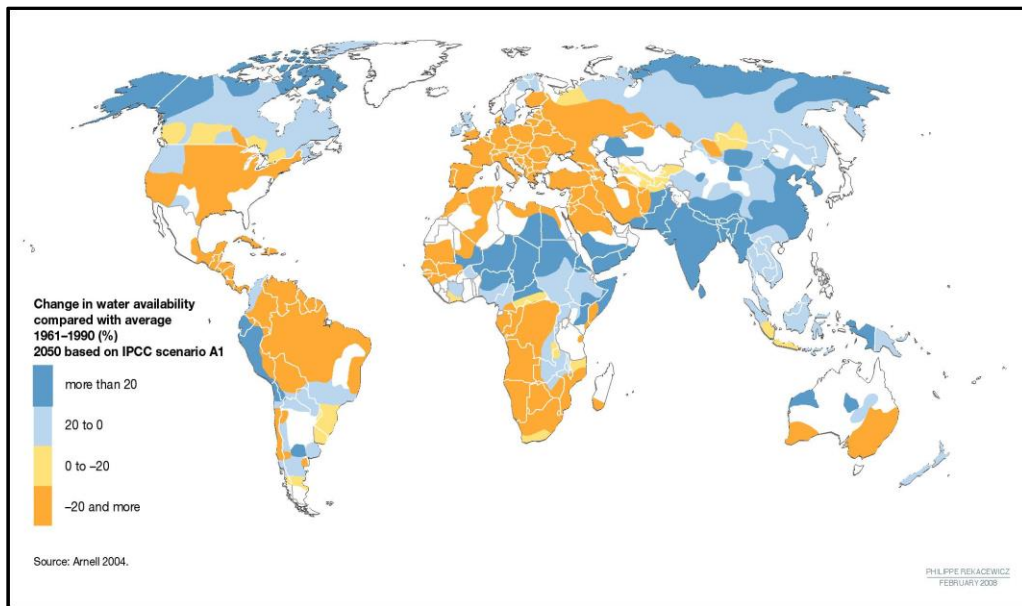 Change in water availability
compared with average
1961–1990 (%)
2050 based on IPCC scenario A1
more than 20
20 to 0
0 to –20
–20 and more
Source: Arnell 2004.
PHILIPPE REKACEWICZ
FEBRUARY 2008